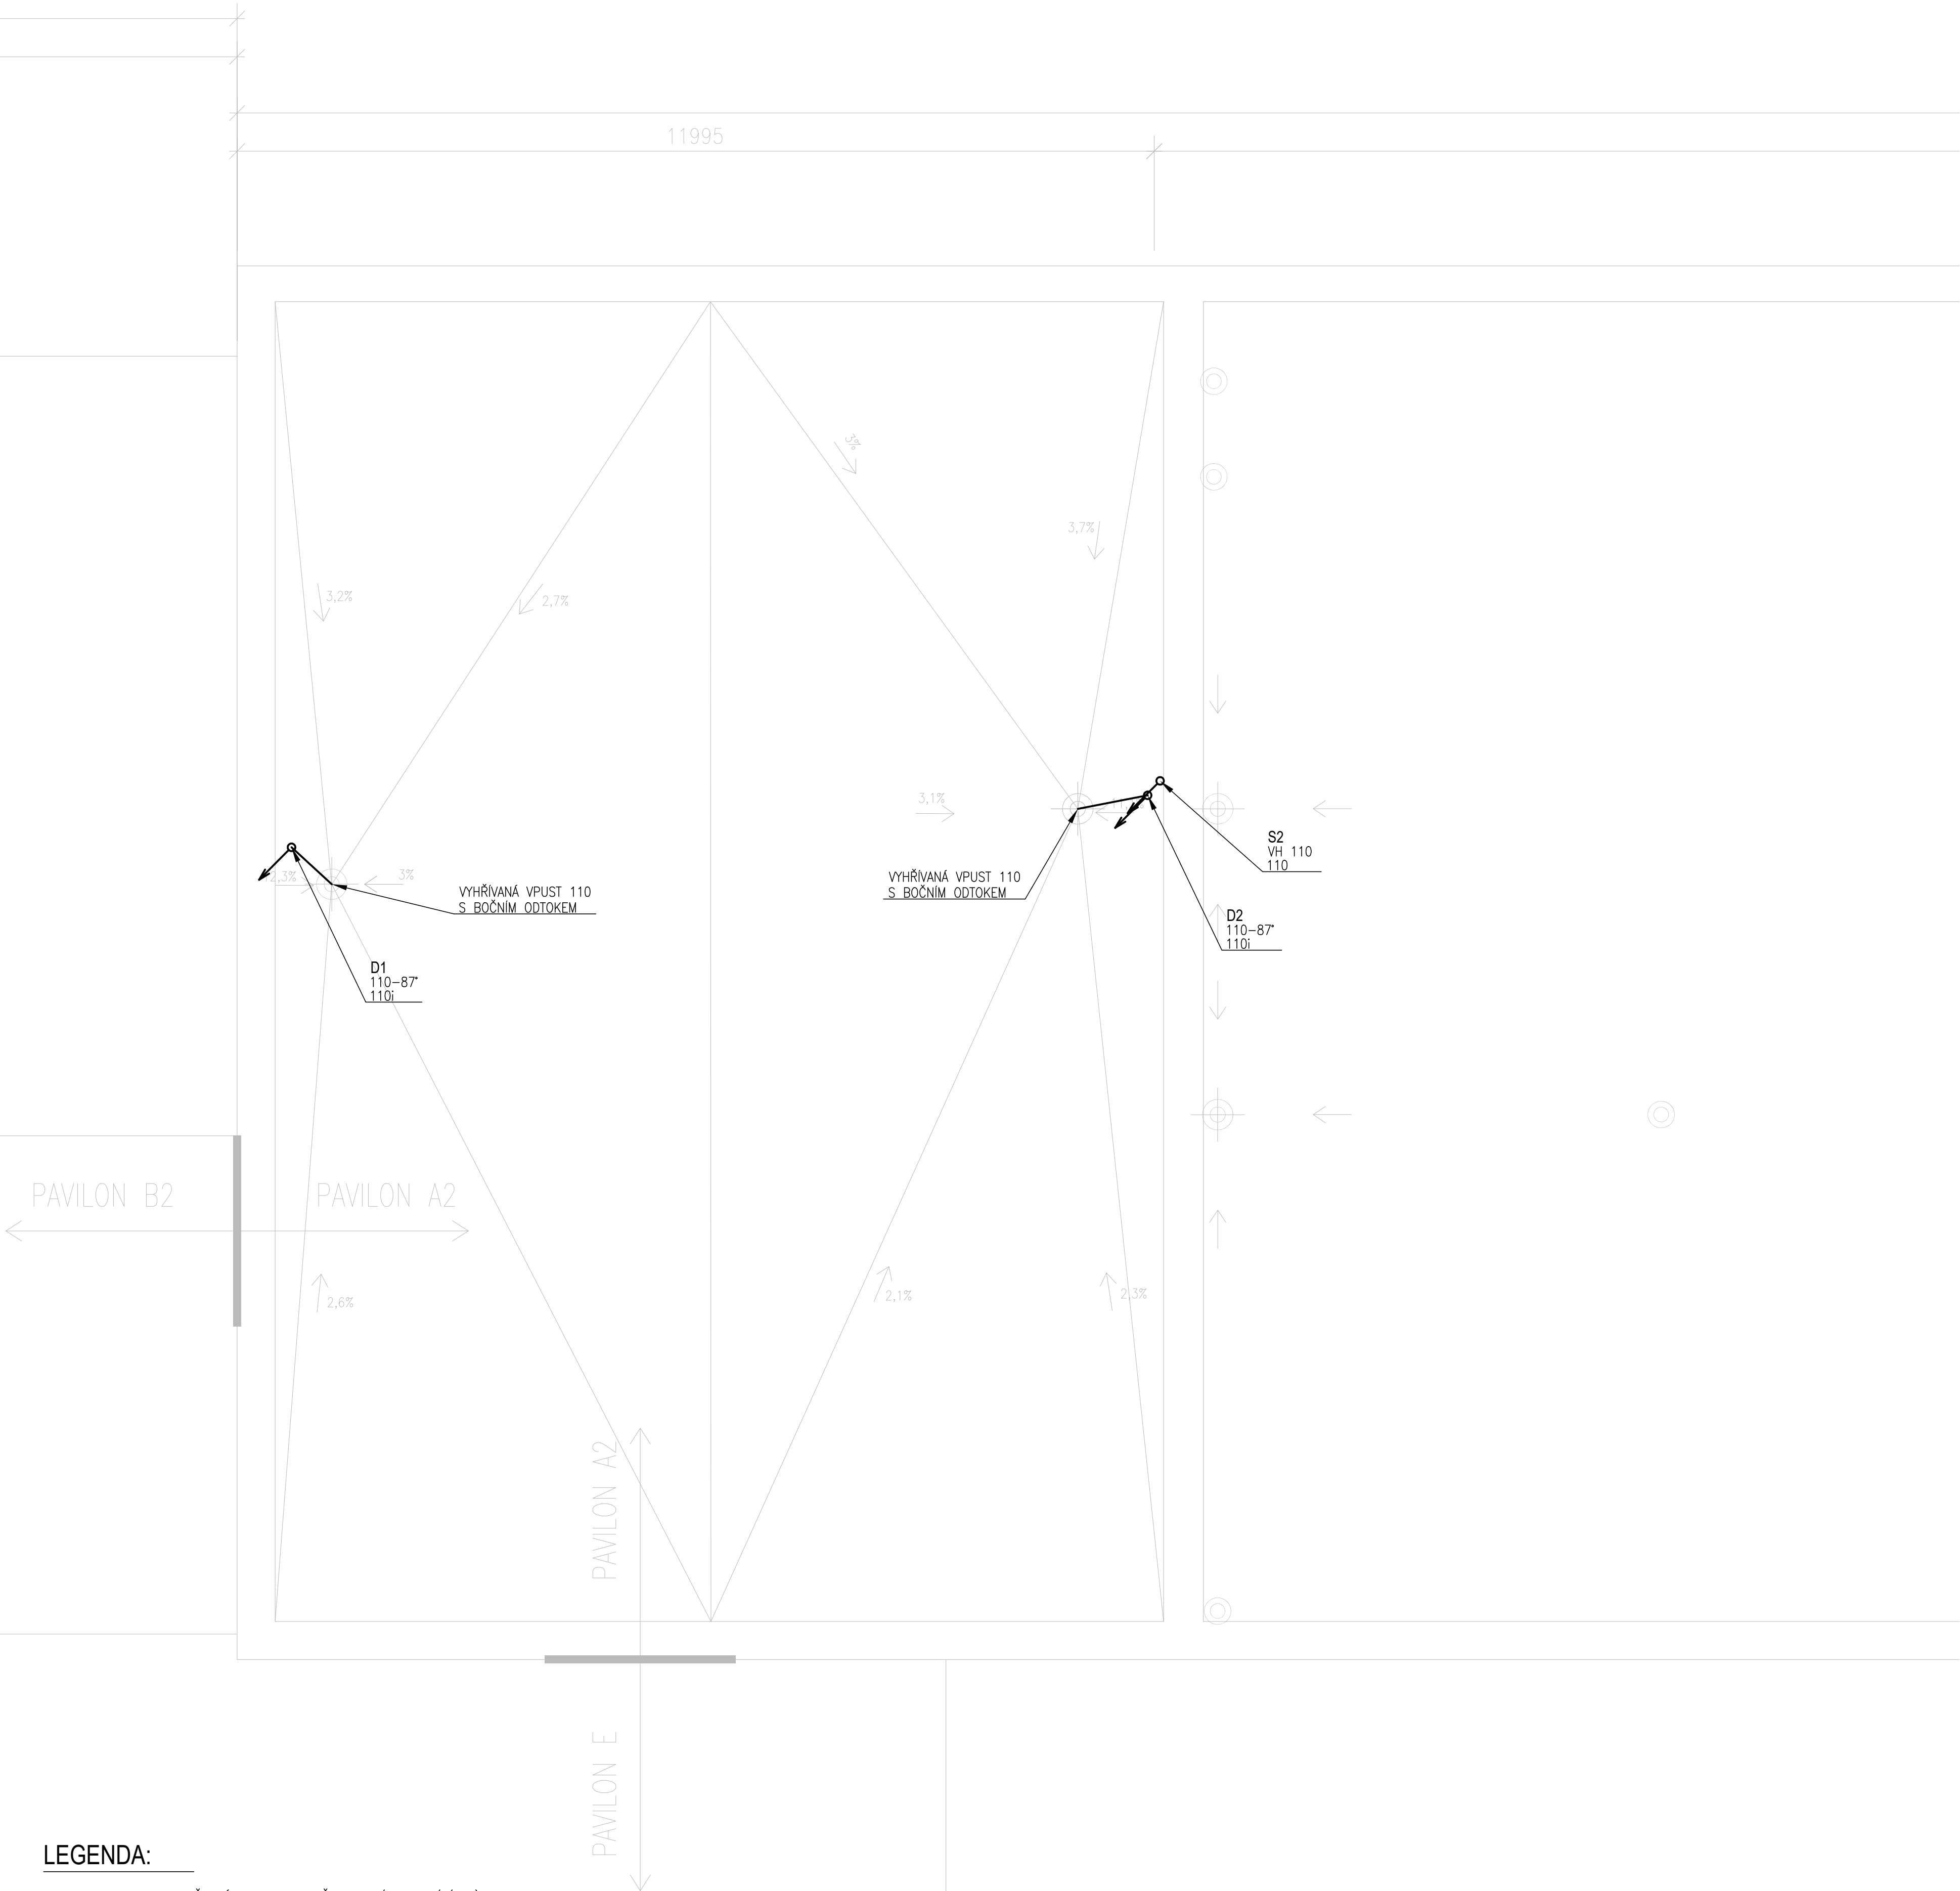 11995
3%
3,7%
3,2%
2,7%
3,1%
S2
VH 110
110
2,3%
3%
VYHŘÍVANÁ VPUST 110
S BOČNÍM ODTOKEM
VYHŘÍVANÁ VPUST 110
S BOČNÍM ODTOKEM
D2
110-87°
110i
D1
110-87°
110i
PAVILON B2
PAVILON A2
2,6%
2,1%
2,3%
PAVILON A2
PAVILON E
LEGENDA: